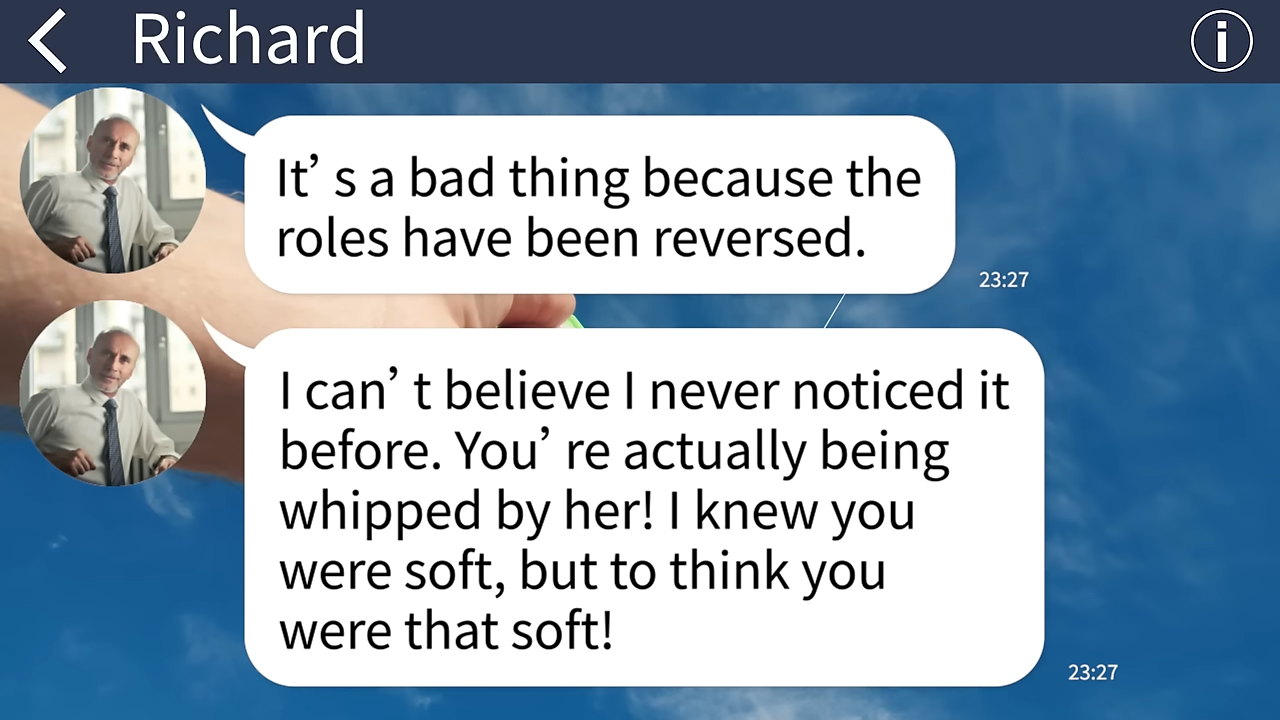 Richard
It’ s a bad thing because the
roles have been reversed.
23:27
I can’ t believe I never noticed it
before. You’ re actually being
whipped by her! I knew you
were soft, but to think you
were that soft!
23:27